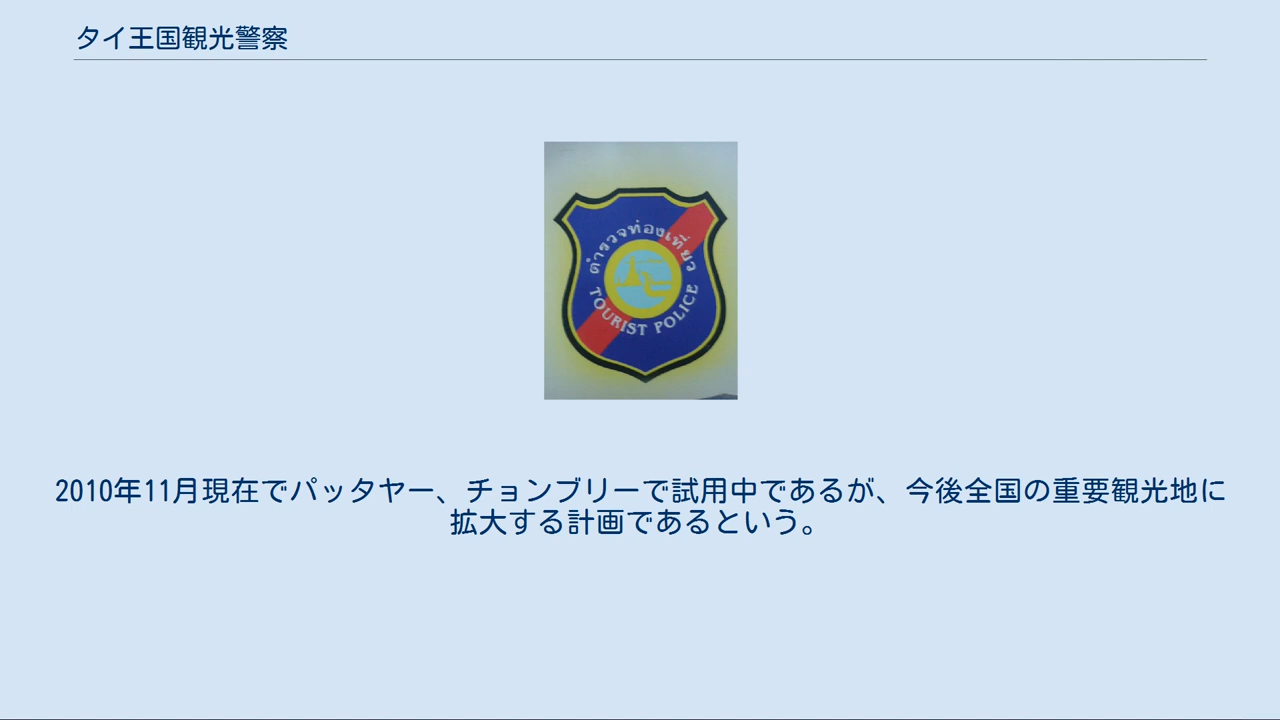 タイ王国観光警察
ตำรวจท่องเที่ยว
TOURIST POLICE
2010年11月現在でパッタヤー、チョンブリーで試用中であるが、今後全国の重要観光地に
拡大する計画であるという。